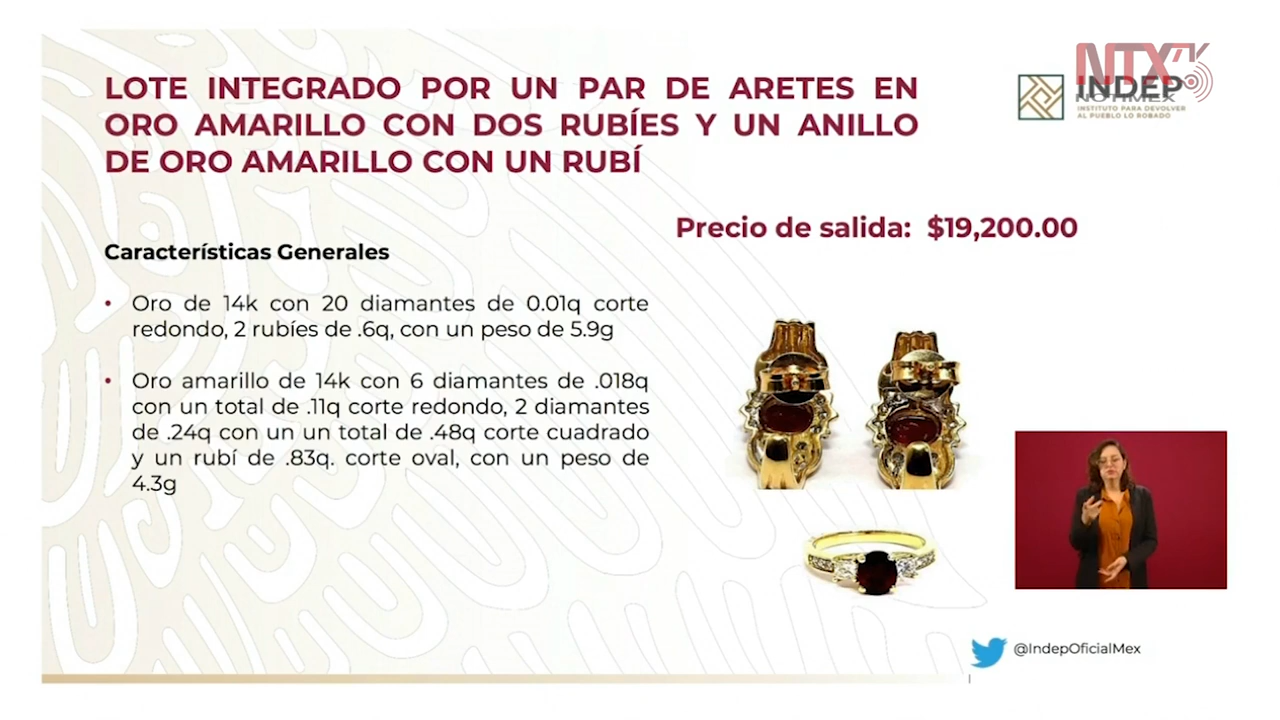 LOTE INTEGRADO POR UN PAR DE ARETES EN
ORO AMARILLO CON DOS RUBÍES Y UN ANILLO
DE ORO AMARILLO CON UN RUBÍ
NTX4K
NOTIMEX
INDEP
INSTITUTO PARA DEVOLVER
AL PUEBLO LO ROBADO
Precio de salida: $19,200.00
Características Generales
• Oro de 14k con 20 diamantes de 0.01q corte
redondo, 2 rubíes de .6q, con un peso de 5.9g
• Oro amarillo de 14k con 6 diamantes de .018q
con un total de .11q corte redondo, 2 diamantes
de .24q con un un total de .48q corte cuadrado
y un rubí de .83q. corte oval, con un peso de
4.3g
@IndepOficialMex